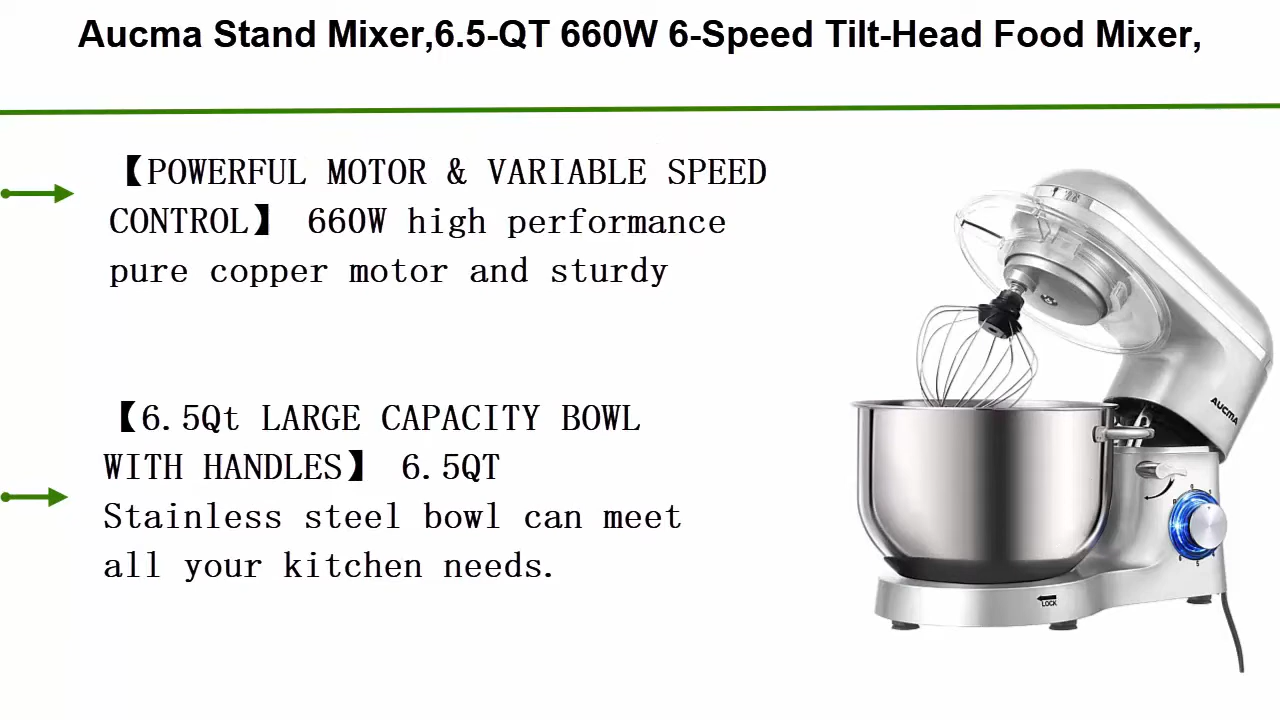 Aucma Stand Mixer,6.5-QT 660W 6-Speed Tilt-Head Food Mixer,
【POWERFUL MOTOR & VARIABLE SPEED
CONTROL】 660W high performance
pure copper motor and sturdy
【6.5Qt LARGE CAPACITY BOWL
WITH HANDLES】 6.5QT
Stainless steel bowl can meet
all your kitchen needs.
AUCMA
LOCK